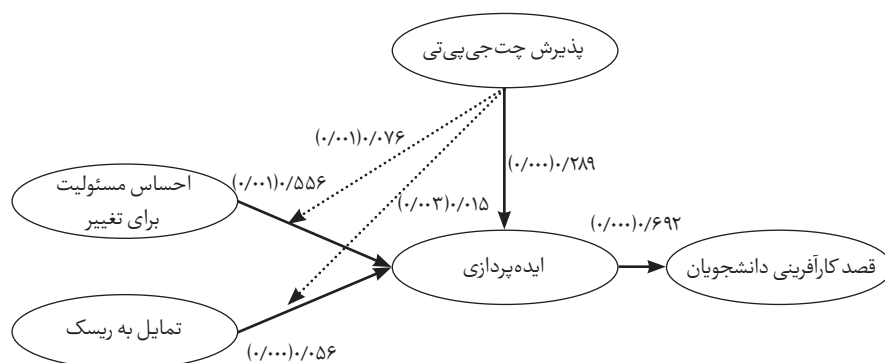 پذیرش چت‌جی‌پی‌تی
(۰/۰۰۱)۰/۰۷۶
(۰/۰۰۰)۰/۲۸۹
احساس مسئولیت
برای تغییر
(۰/۰۰۱)۰/۵۵۶
(۰/۰۰۳)۰/۰۱۵
(۰/۰۰۰)۰/۶۹۲
ایده‌پردازی
قصد کارآفرینی دانشجویان
تمایل به ریسک
(۰/۰۰۰)۰/۰۵۶